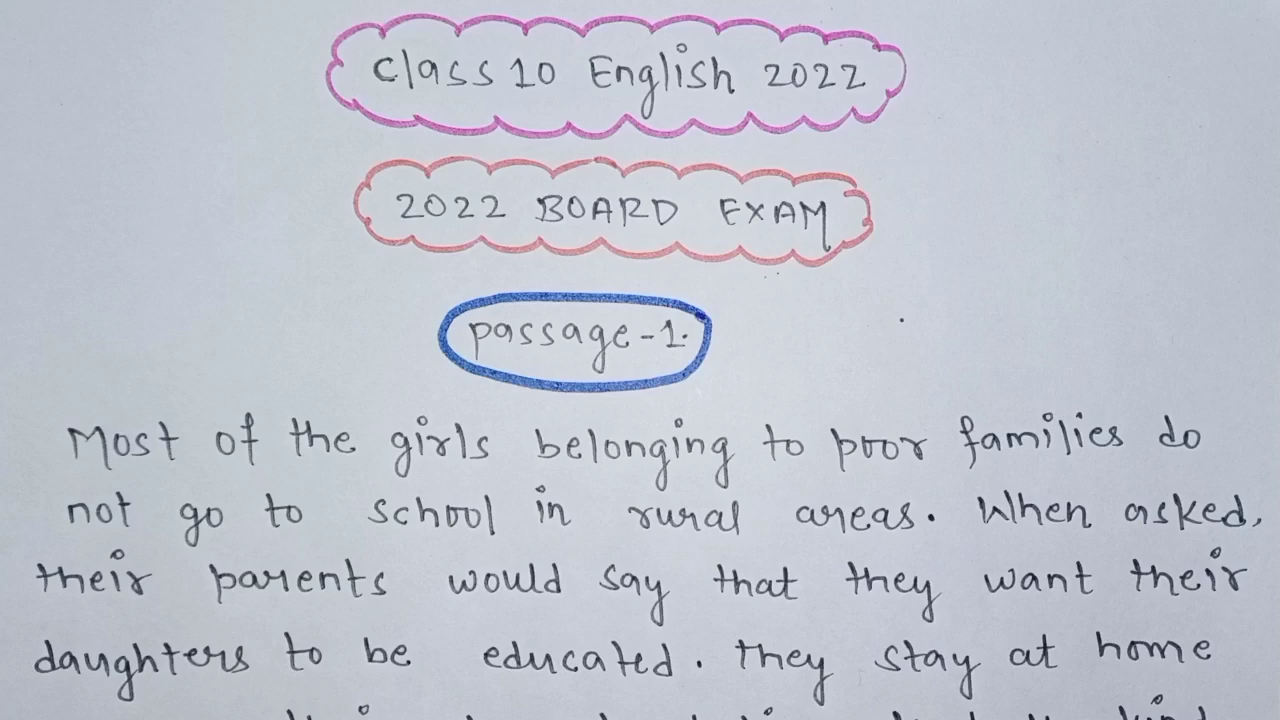 Class 10 English 2022
2022 BOARD EXAM
passage-1.
Most of the girls belonging to poor families do
not go to school in rural areas. When asked,
their parents would say that they want their
daughters to be educated. They stay at home